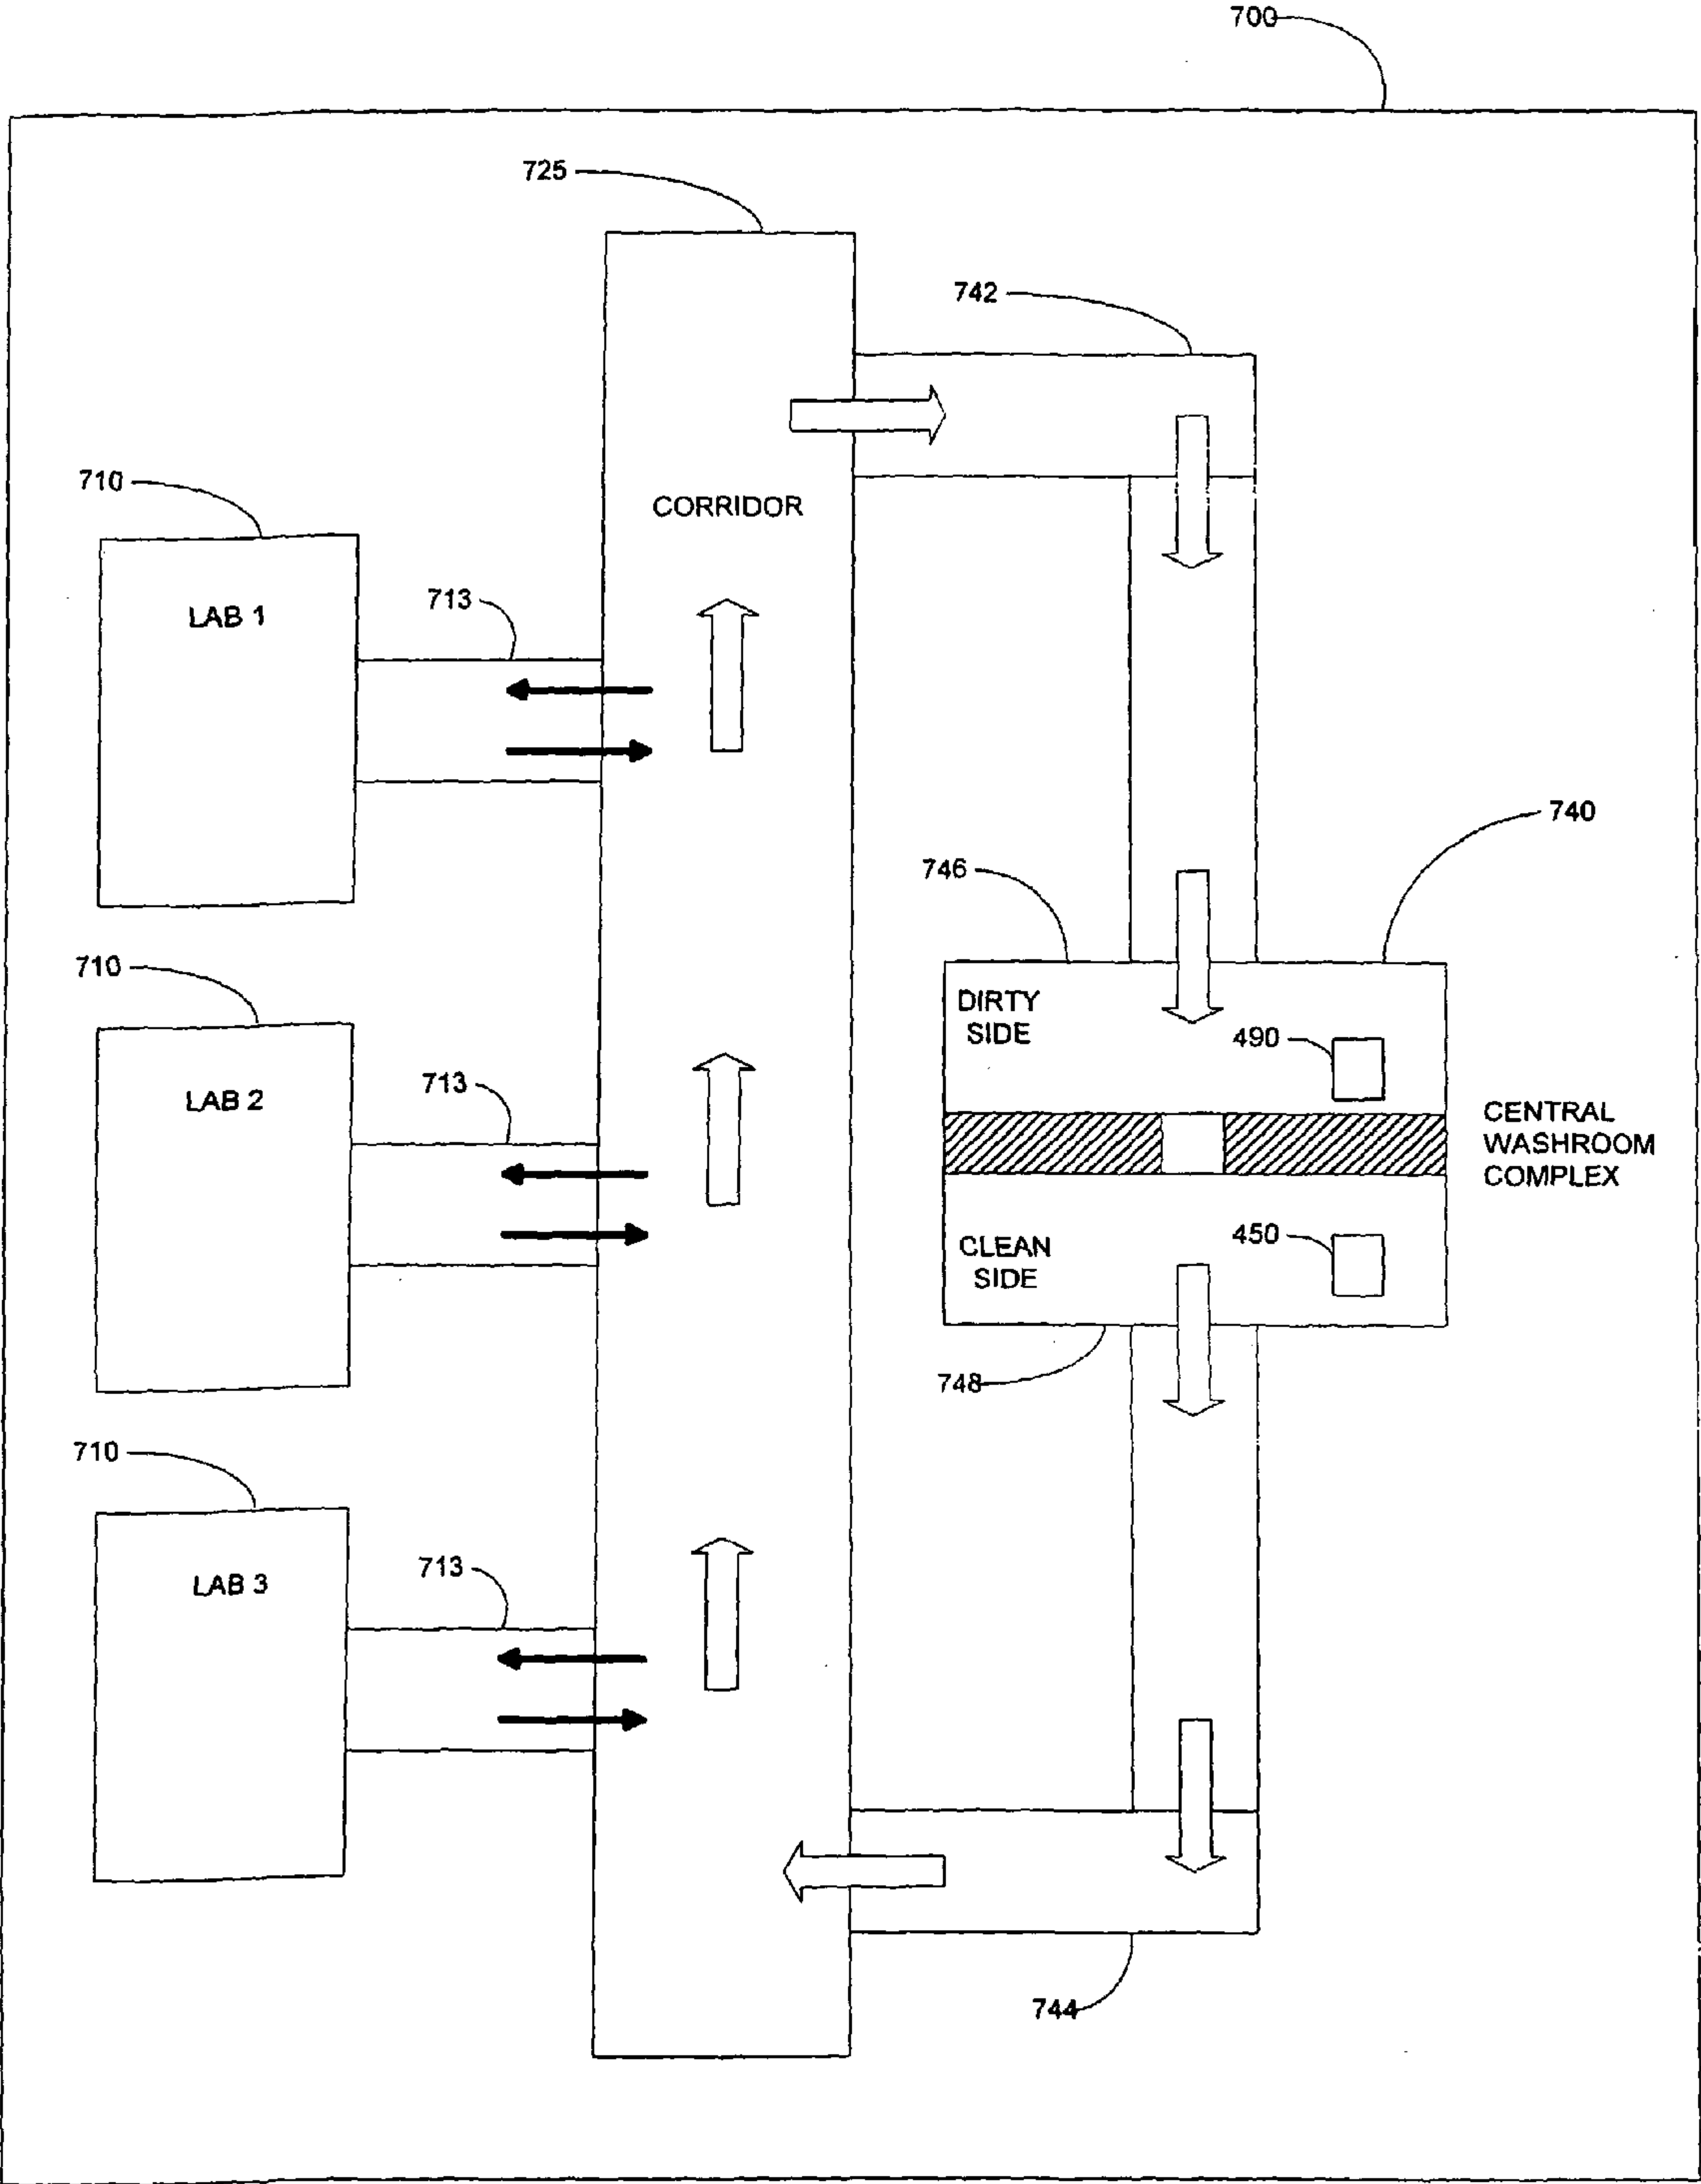 700
725
742
CORRIDOR
710
LAB 1
713
740
746
710
DIRTY
SIDE
490
LAB 2
713
CENTRAL
WASHROOM
COMPLEX
CLEAN
SIDE
450
748
710
LAB 3
713
744